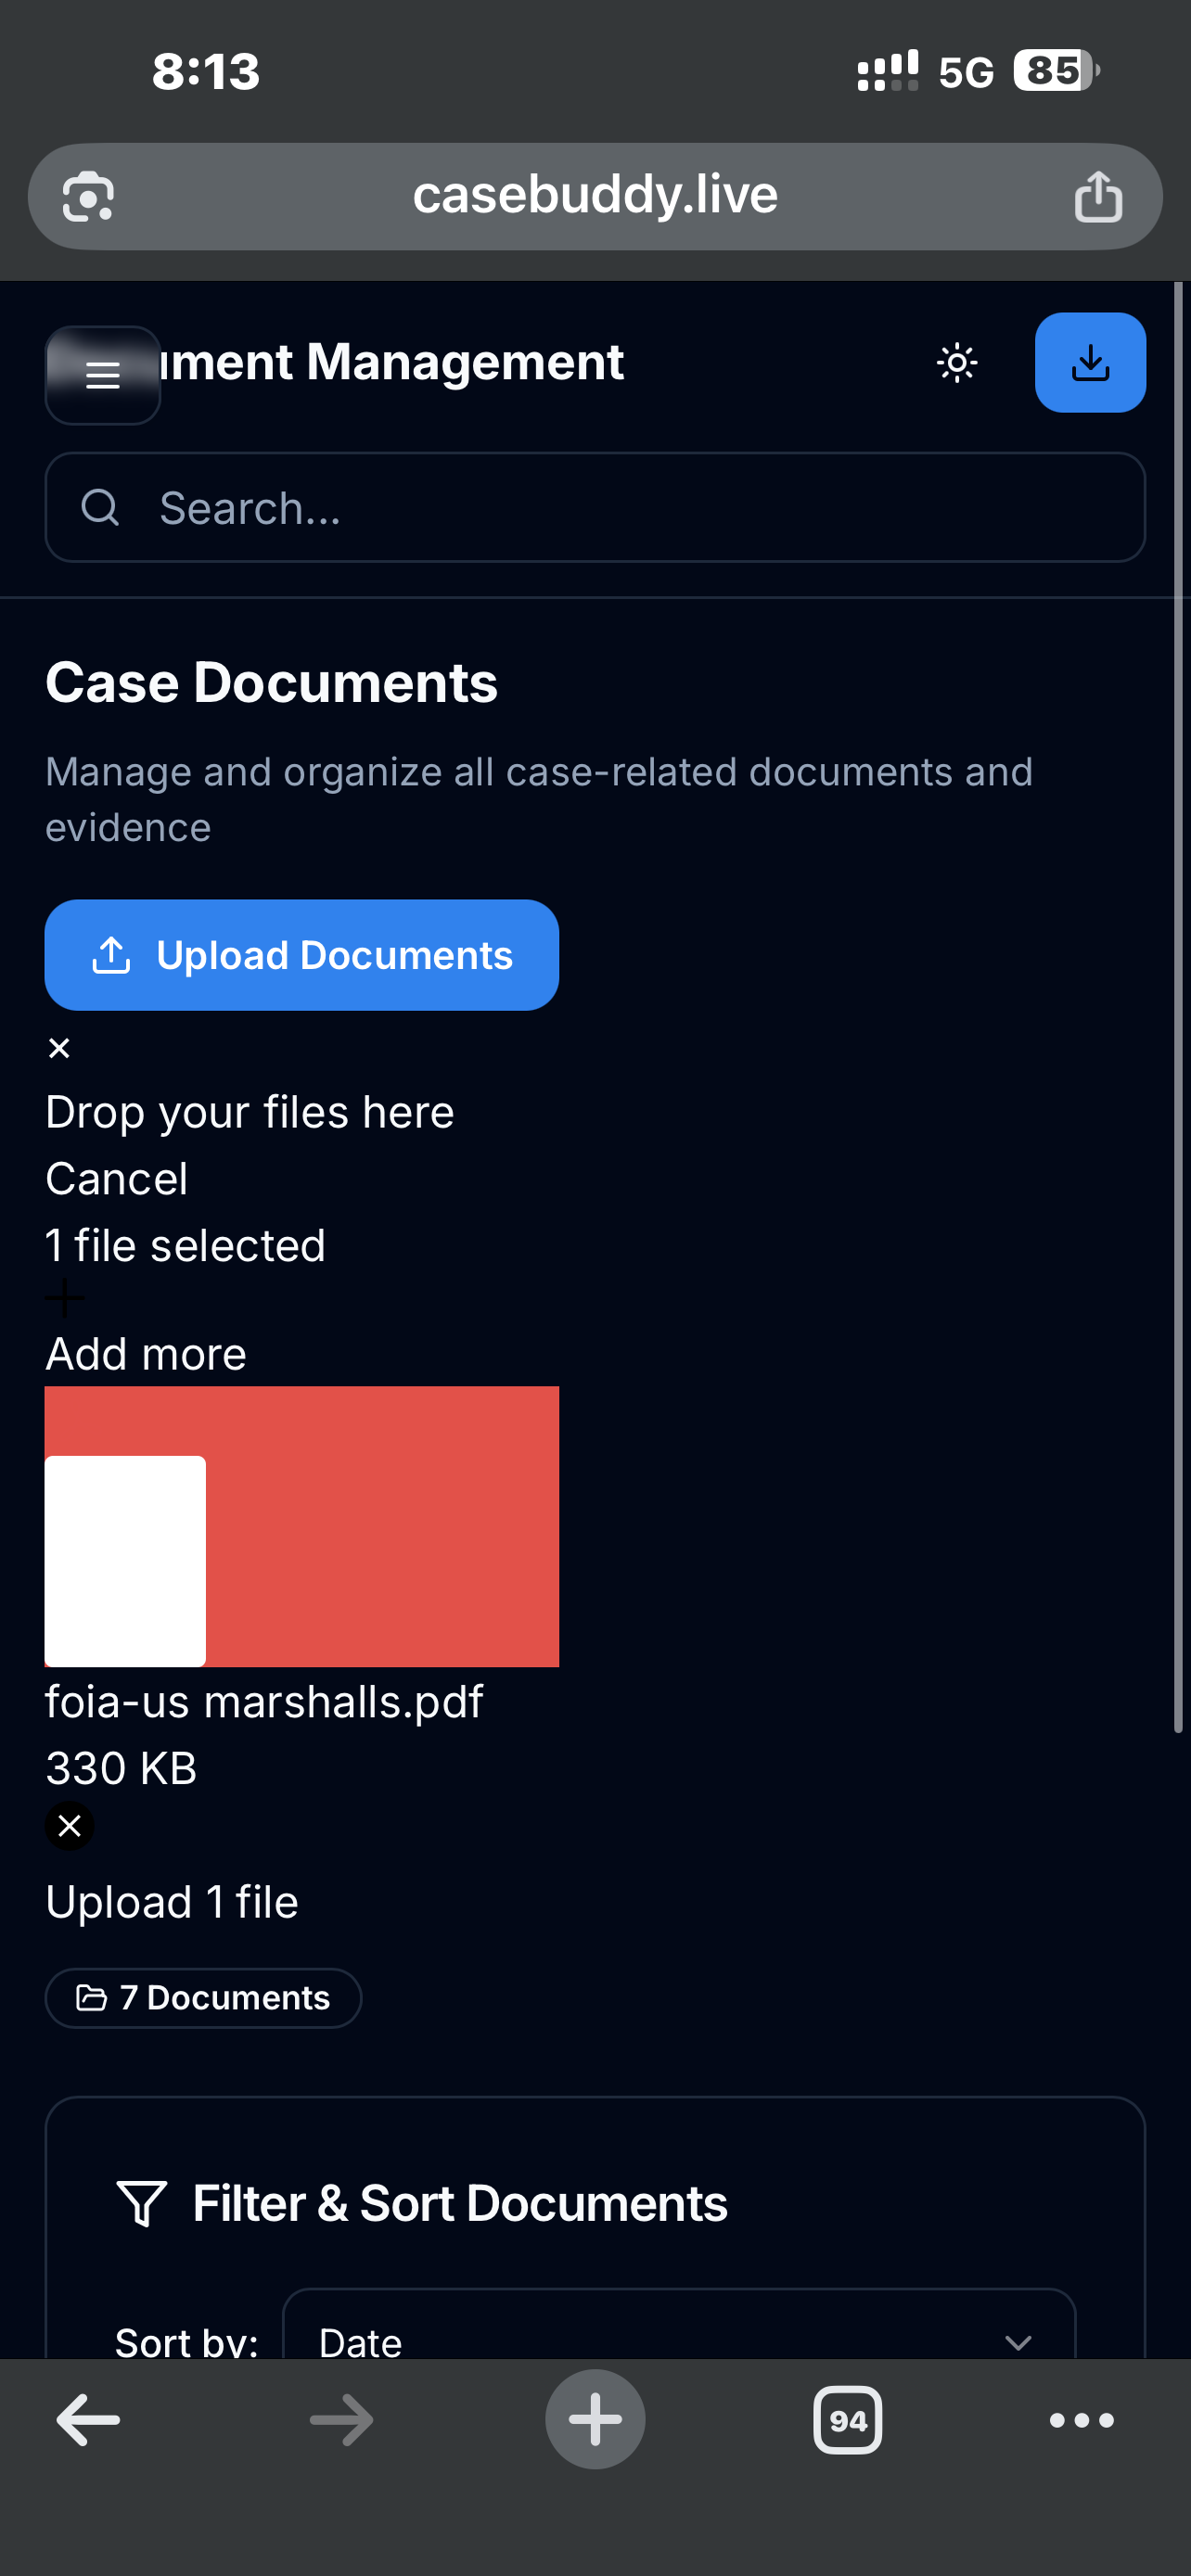 8:13
5G
85
casebuddy.live
ument Management
Search...
Case Documents
Manage and organize all case-related documents and
evidence
Upload Documents
×
Drop your files here
Cancel
1 file selected
Add more
foia-us marshalls.pdf
330 KB
Upload 1 file
7 Documents
Filter & Sort Documents
Sort by:
Date
94